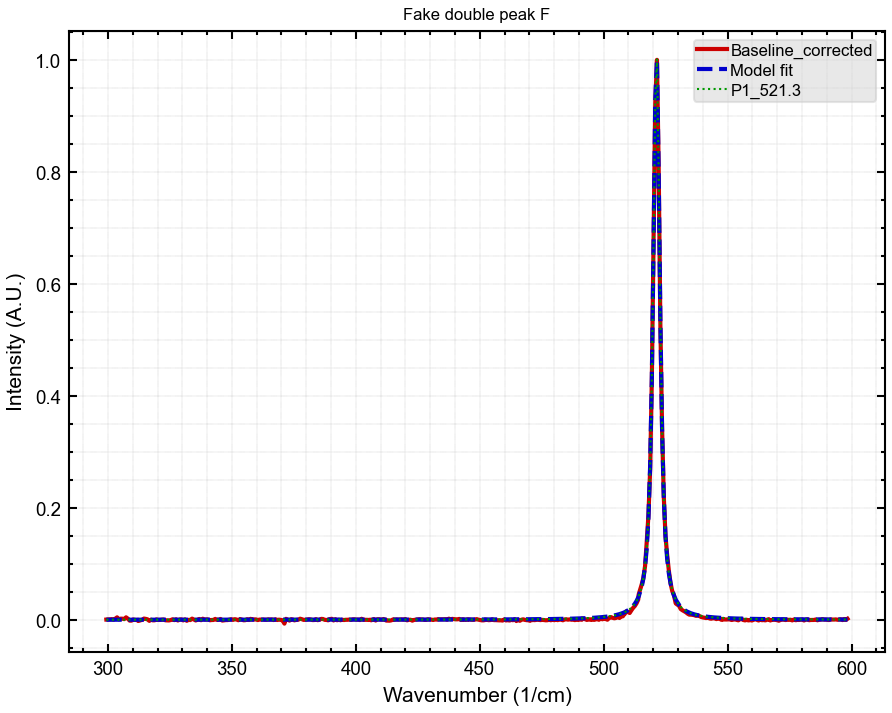 Fake double peak F
Baseline_corrected
Model fit
P1_521.3
Intensity (A.U.)
1.0
0.8
0.6
0.4
0.2
0.0
300 350 400 450 500 550 600
Wavenumber (1/cm)